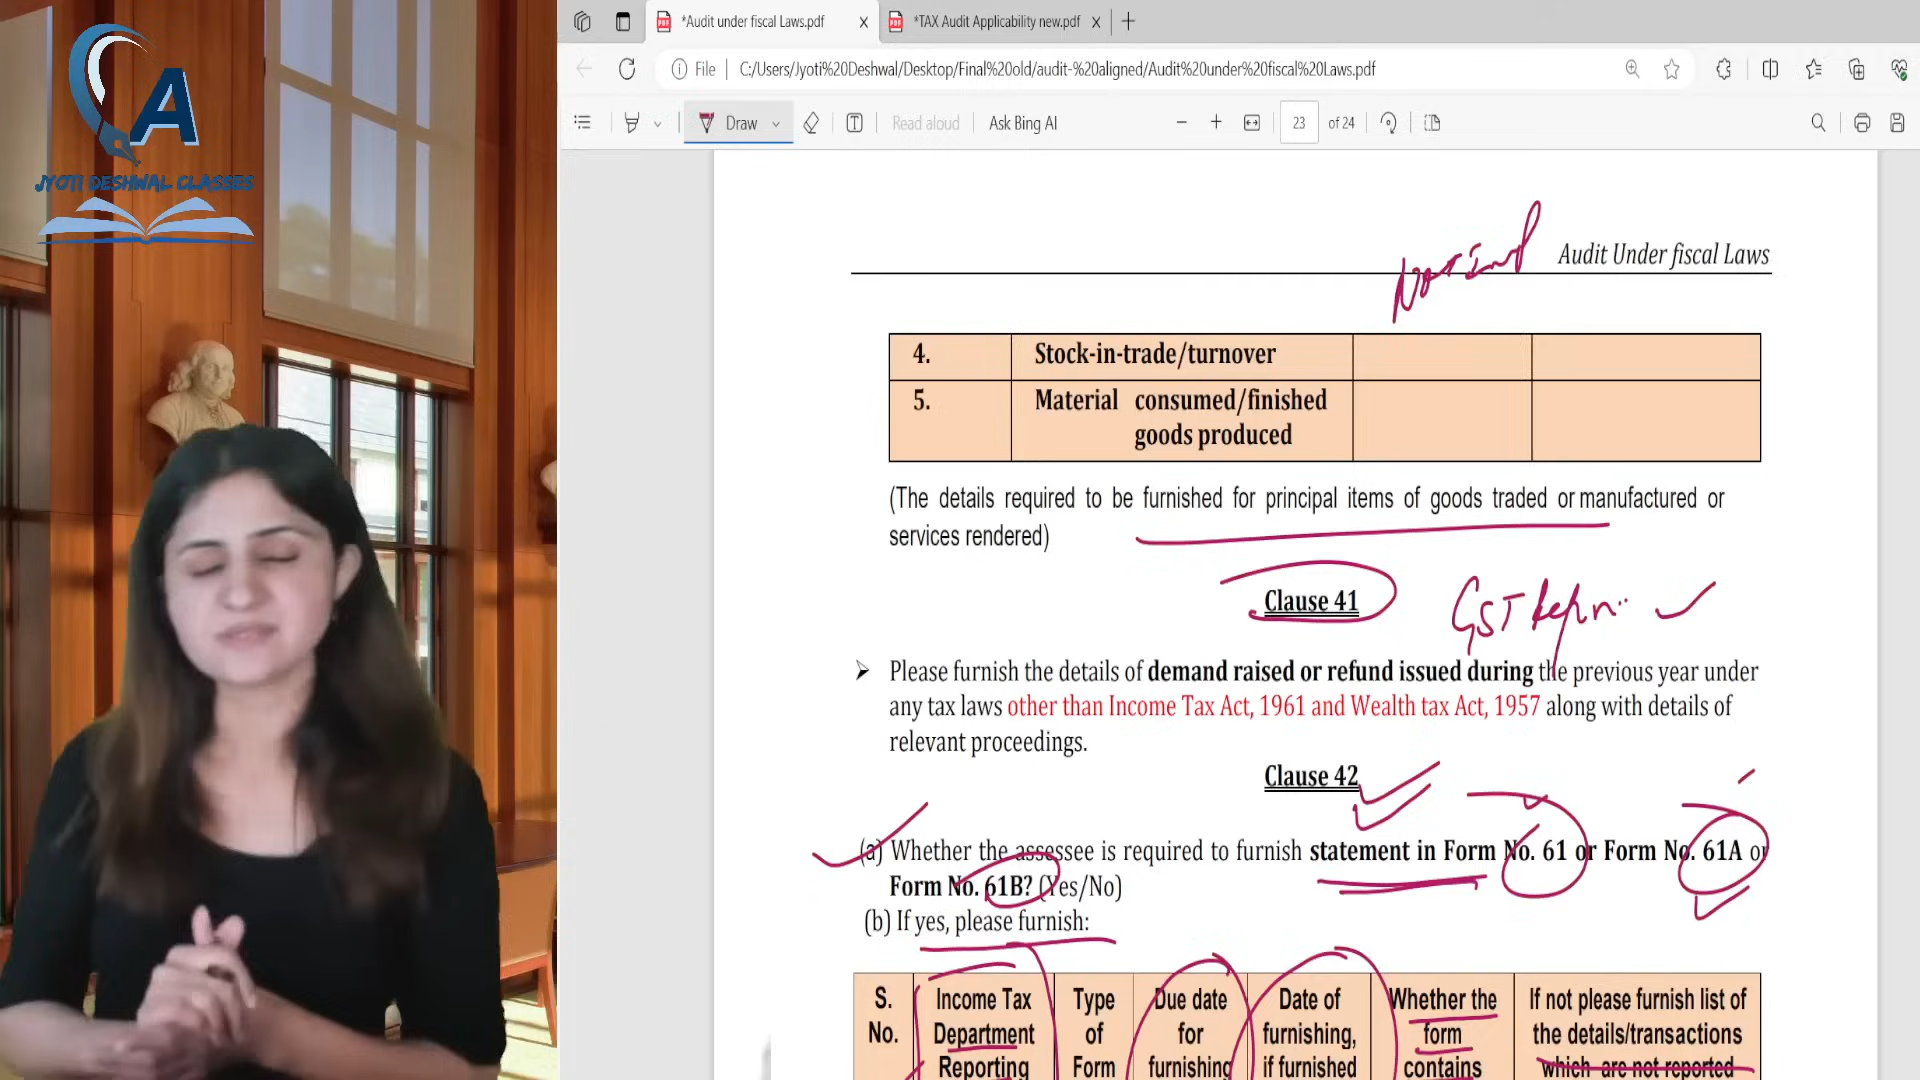 A
JYOTI DESHWAL CLASSES
*Audit under fiscal Laws.pdf
*TAX Audit Applicability new.pdf
File
C:/Users/Jyoti%20Deshwal/Desktop/Final%20old/audit-%20aligned/Audit%20under%20fiscal%20Laws.pdf
Draw
Read aloud
Ask Bing AI
23
of 24
Audit Under fiscal Laws
4. Stock-in-trade/turnover
5. Material consumed/finished
goods produced
(The details required to be furnished for principal items of goods traded or manufactured or
services rendered)
Clause 41
GST
➢ Please furnish the details of demand raised or refund issued during the previous year under
any tax laws other than Income Tax Act, 1961 and Wealth tax Act, 1957 along with details of
relevant proceedings.
Clause 42
(a) Whether the assessee is required to furnish statement in Form No. 61 or Form No. 61A or
Form No. 61B? (Yes/No)
(b) If yes, please furnish:
S. Income Tax Type Due date Date of Whether the If not please furnish list of
No. Department of for furnishing, form the details/transactions
Reporting Form furnishing if furnished contains which are not reported